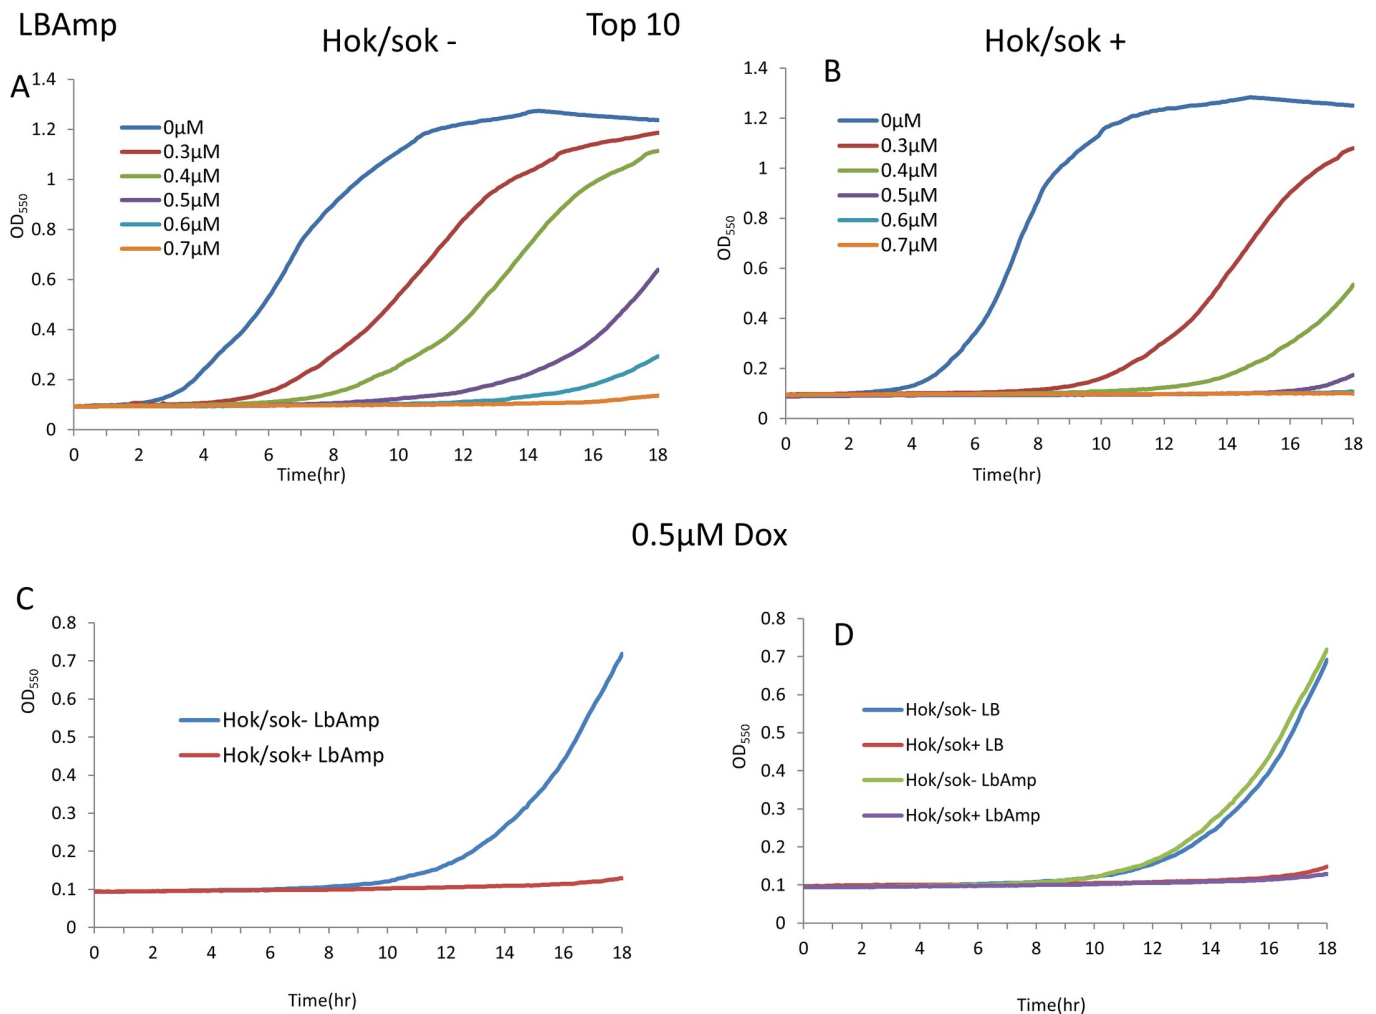 LBAmp
Hok/sok -
Top 10
Hok/sok +
A
1.4
1.2
1
0.8
0.6
0.4
0.2
0
OD550
0µM
0.3µM
0.4µM
0.5µM
0.6µM
0.7µM
0 2 4 6 8 10 12 14 16 18
Time(hr)
B
1.4
1.2
1
0.8
0.6
0.4
0.2
0
OD550
0µM
0.3µM
0.4µM
0.5µM
0.6µM
0.7µM
0 2 4 6 8 10 12 14 16 18
Time(hr)
0.5µM Dox
C
0.8
0.7
0.6
0.5
0.4
0.3
0.2
0.1
0
OD550
Hok/sok- LbAmp
Hok/sok+ LbAmp
0 2 4 6 8 10 12 14 16 18
Time(hr)
D
0.8
0.7
0.6
0.5
0.4
0.3
0.2
0.1
0
OD550
Hok/sok- LB
Hok/sok+ LB
Hok/sok- LbAmp
Hok/sok+ LbAmp
0 2 4 6 8 10 12 14 16 18
Time(hr)